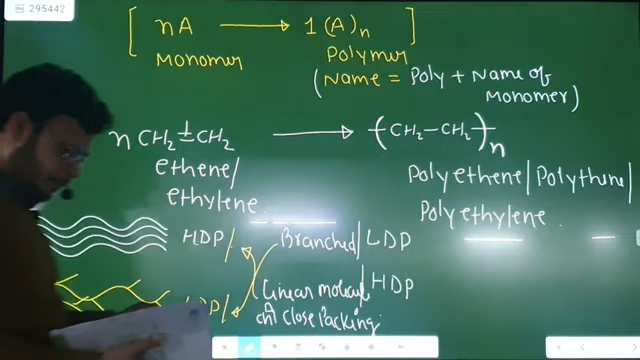 295442
[ nA ⟶ 1(A)n ]
Monomer Polymer
(Name = Poly + Name of
Monomer)
n CH2 = CH2 ⟶ (CH2-CH2)n
ethene/ Polyethene/Polythene/
ethylene Polyethylene
HDP/ Branched/LDP
Linear molecule/HDP
LDP/ Close Packing